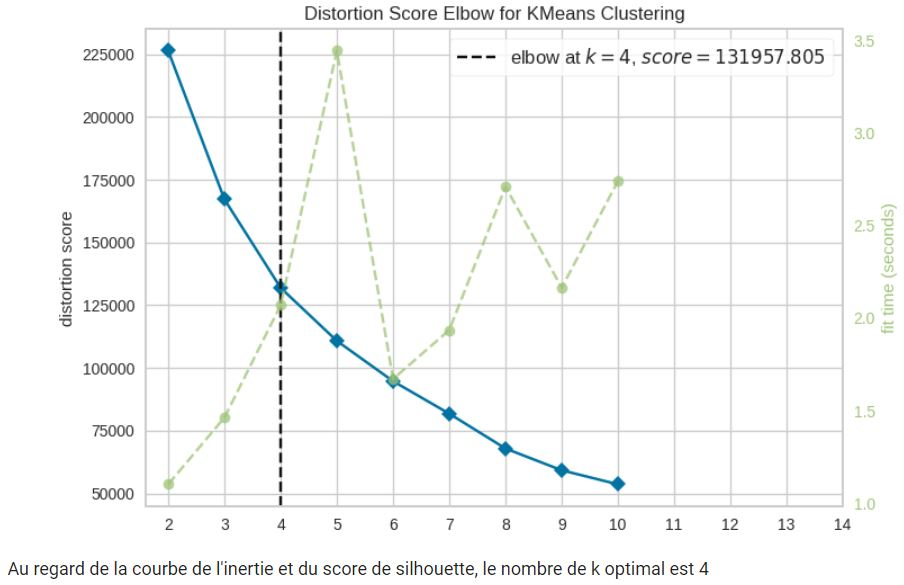 Distortion Score Elbow for KMeans Clustering
elbow at k = 4, score = 131957.805
225000
200000
175000
150000
125000
100000
75000
50000
distortion score
3.5
3.0
2.5
2.0
1.5
1.0
fit time (seconds)
2 3 4 5 6 7 8 9 10 11 12 13 14
Au regard de la courbe de l'inertie et du score de silhouette, le nombre de k optimal est 4